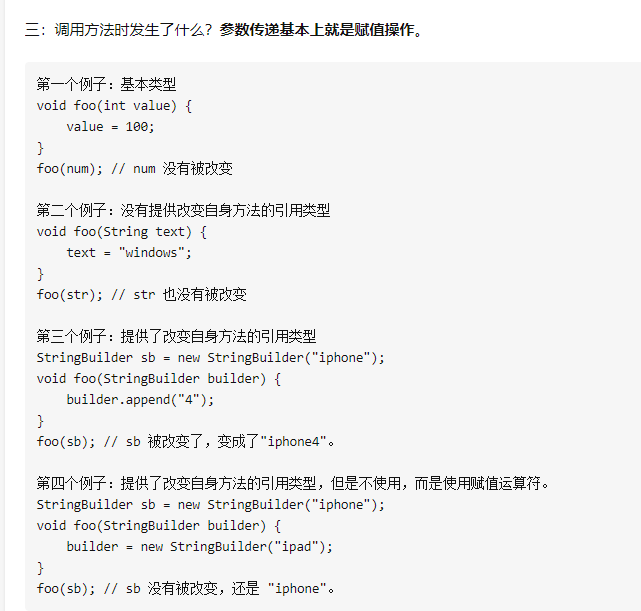 三：调用方法时发生了什么？参数传递基本上就是赋值操作。
第一个例子：基本类型
void foo(int value) {
    value = 100;
}
foo(num); // num 没有被改变
第二个例子：没有提供改变自身方法的引用类型
void foo(String text) {
    text = "windows";
}
foo(str); // str 也没有被改变
第三个例子：提供了改变自身方法的引用类型
StringBuilder sb = new StringBuilder("iphone");
void foo(StringBuilder builder) {
    builder.append("4");
}
foo(sb); // sb 被改变了，变成了"iphone4"。
第四个例子：提供了改变自身方法的引用类型，但是不使用，而是使用赋值运算符。
StringBuilder sb = new StringBuilder("iphone");
void foo(StringBuilder builder) {
    builder = new StringBuilder("ipad");
}
foo(sb); // sb 没有被改变，还是 "iphone"。